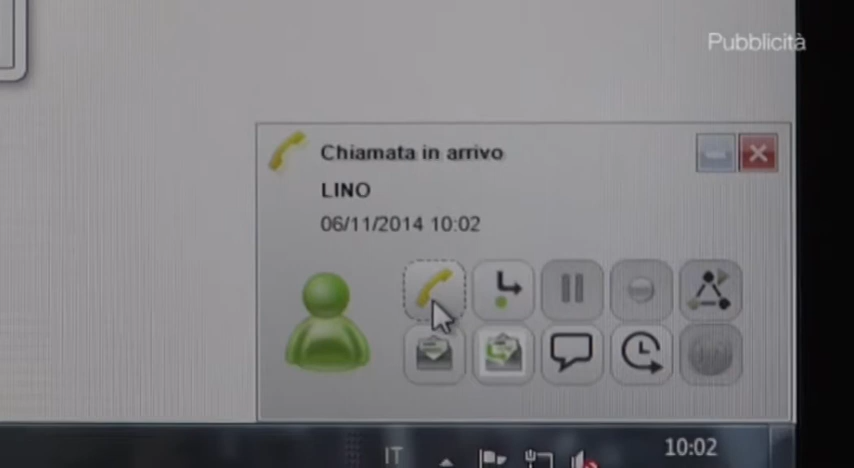 Pubblicità
Chiamata in arrivo
LINO
06/11/2014 10:02
IT
10:02